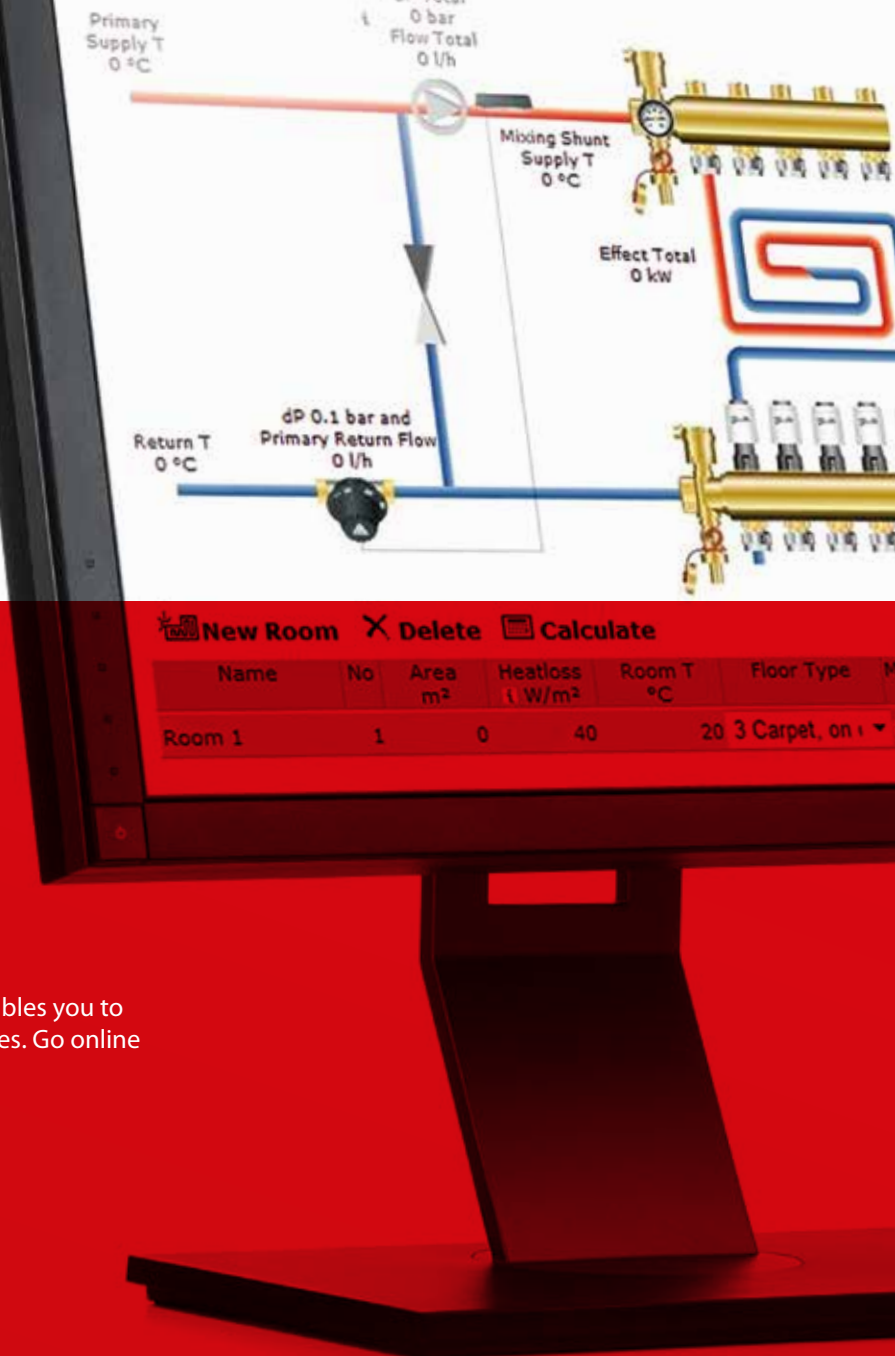 0 bar
Flow Total
0 l/h
Primary
Supply T
0 °C
Mixing Shunt
Supply T
0 °C
Effect Total
0 kW
dP 0.1 bar and
Primary Return Flow
0 l/h
Return T
0 °C
New Room Delete Calculate
Name No Area Heatloss Room T Floor Type
m² W/m² °C
Room 1 1 0 40 20 3 Carpet, on
bles you to
es. Go online